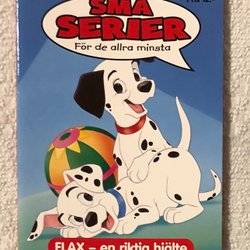 SMÅ
SERIER
För de allra minsta
FLAX – en riktig hjälte